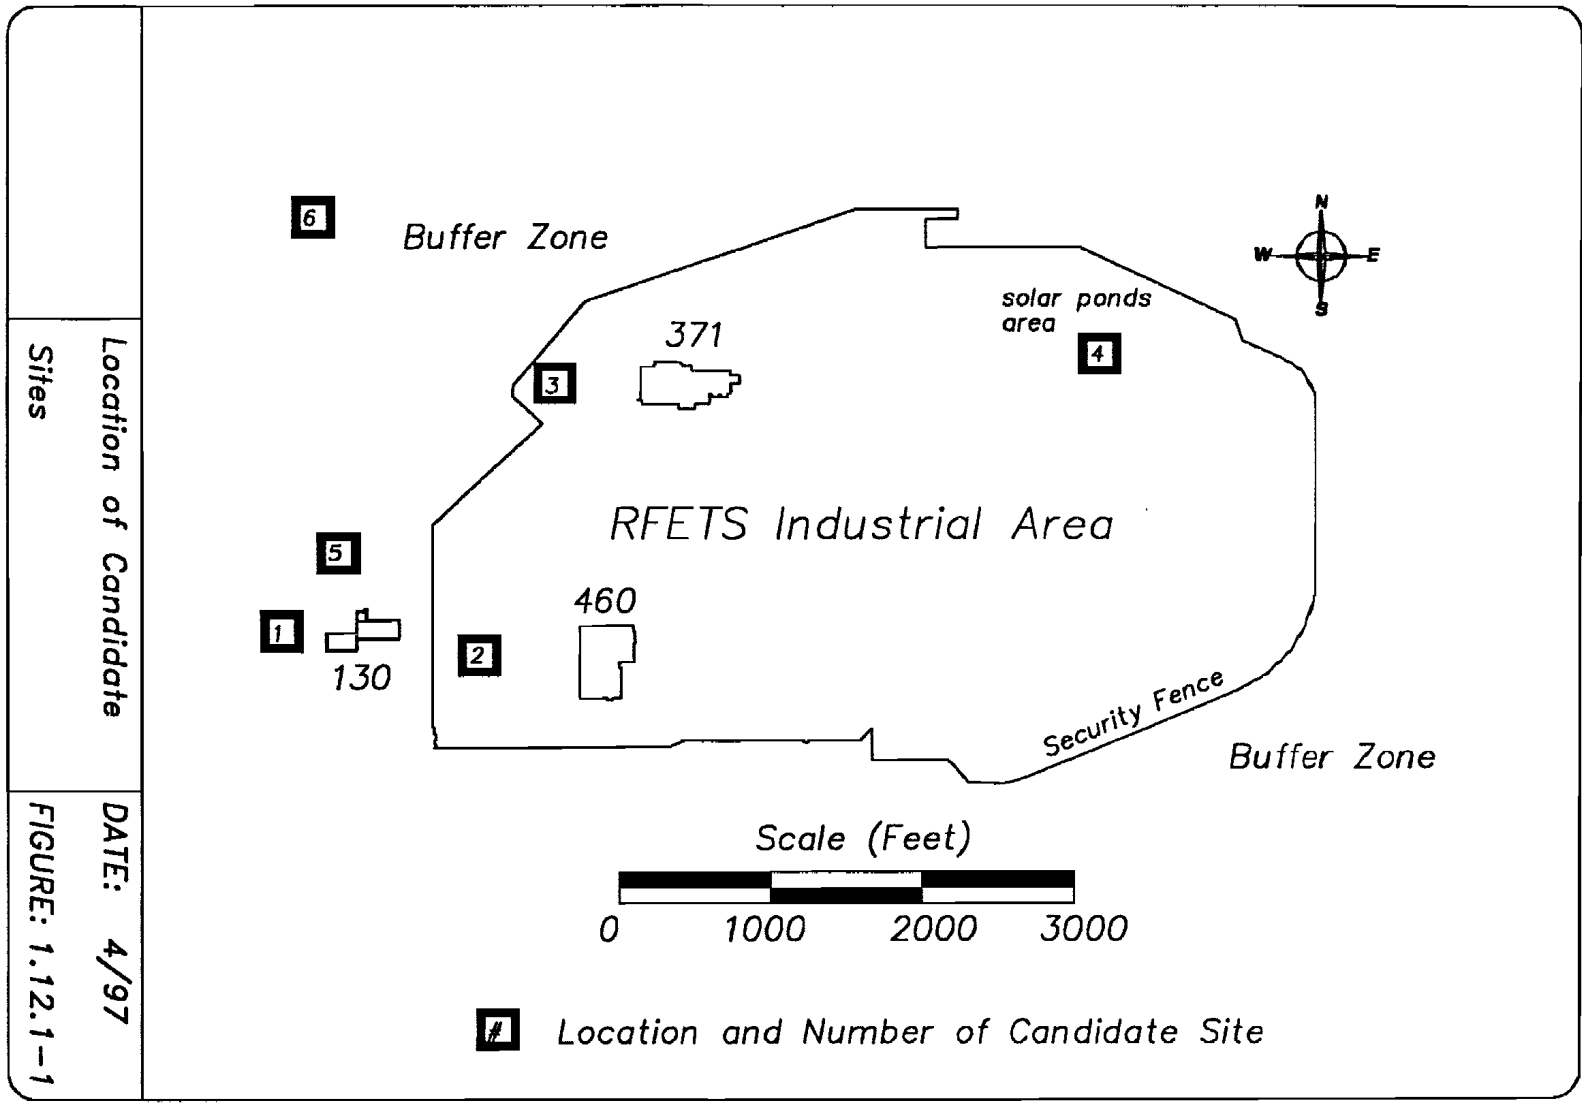 Location of Candidate
Sites
DATE: 4/97
FIGURE: 1.12.1-1
6
Buffer Zone
N
W E
S
solar ponds
area
371
4
3
RFETS Industrial Area
5
460
1
2
130
Security Fence
Buffer Zone
Scale (Feet)
0 1000 2000 3000
# Location and Number of Candidate Site